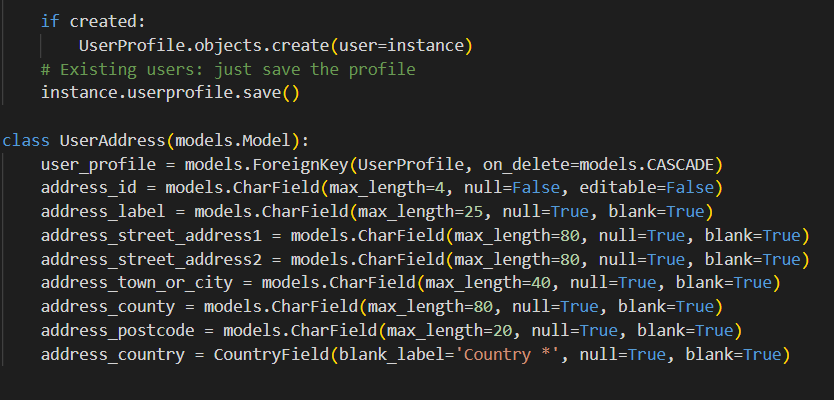 if created:
UserProfile.objects.create(user=instance)
# Existing users: just save the profile
instance.userprofile.save()
class UserAddress(models.Model):
user_profile = models.ForeignKey(UserProfile, on_delete=models.CASCADE)
address_id = models.CharField(max_length=4, null=False, editable=False)
address_label = models.CharField(max_length=25, null=True, blank=True)
address_street_address1 = models.CharField(max_length=80, null=True, blank=True)
address_street_address2 = models.CharField(max_length=80, null=True, blank=True)
address_town_or_city = models.CharField(max_length=40, null=True, blank=True)
address_county = models.CharField(max_length=80, null=True, blank=True)
address_postcode = models.CharField(max_length=20, null=True, blank=True)
address_country = CountryField(blank_label='Country *', null=True, blank=True)